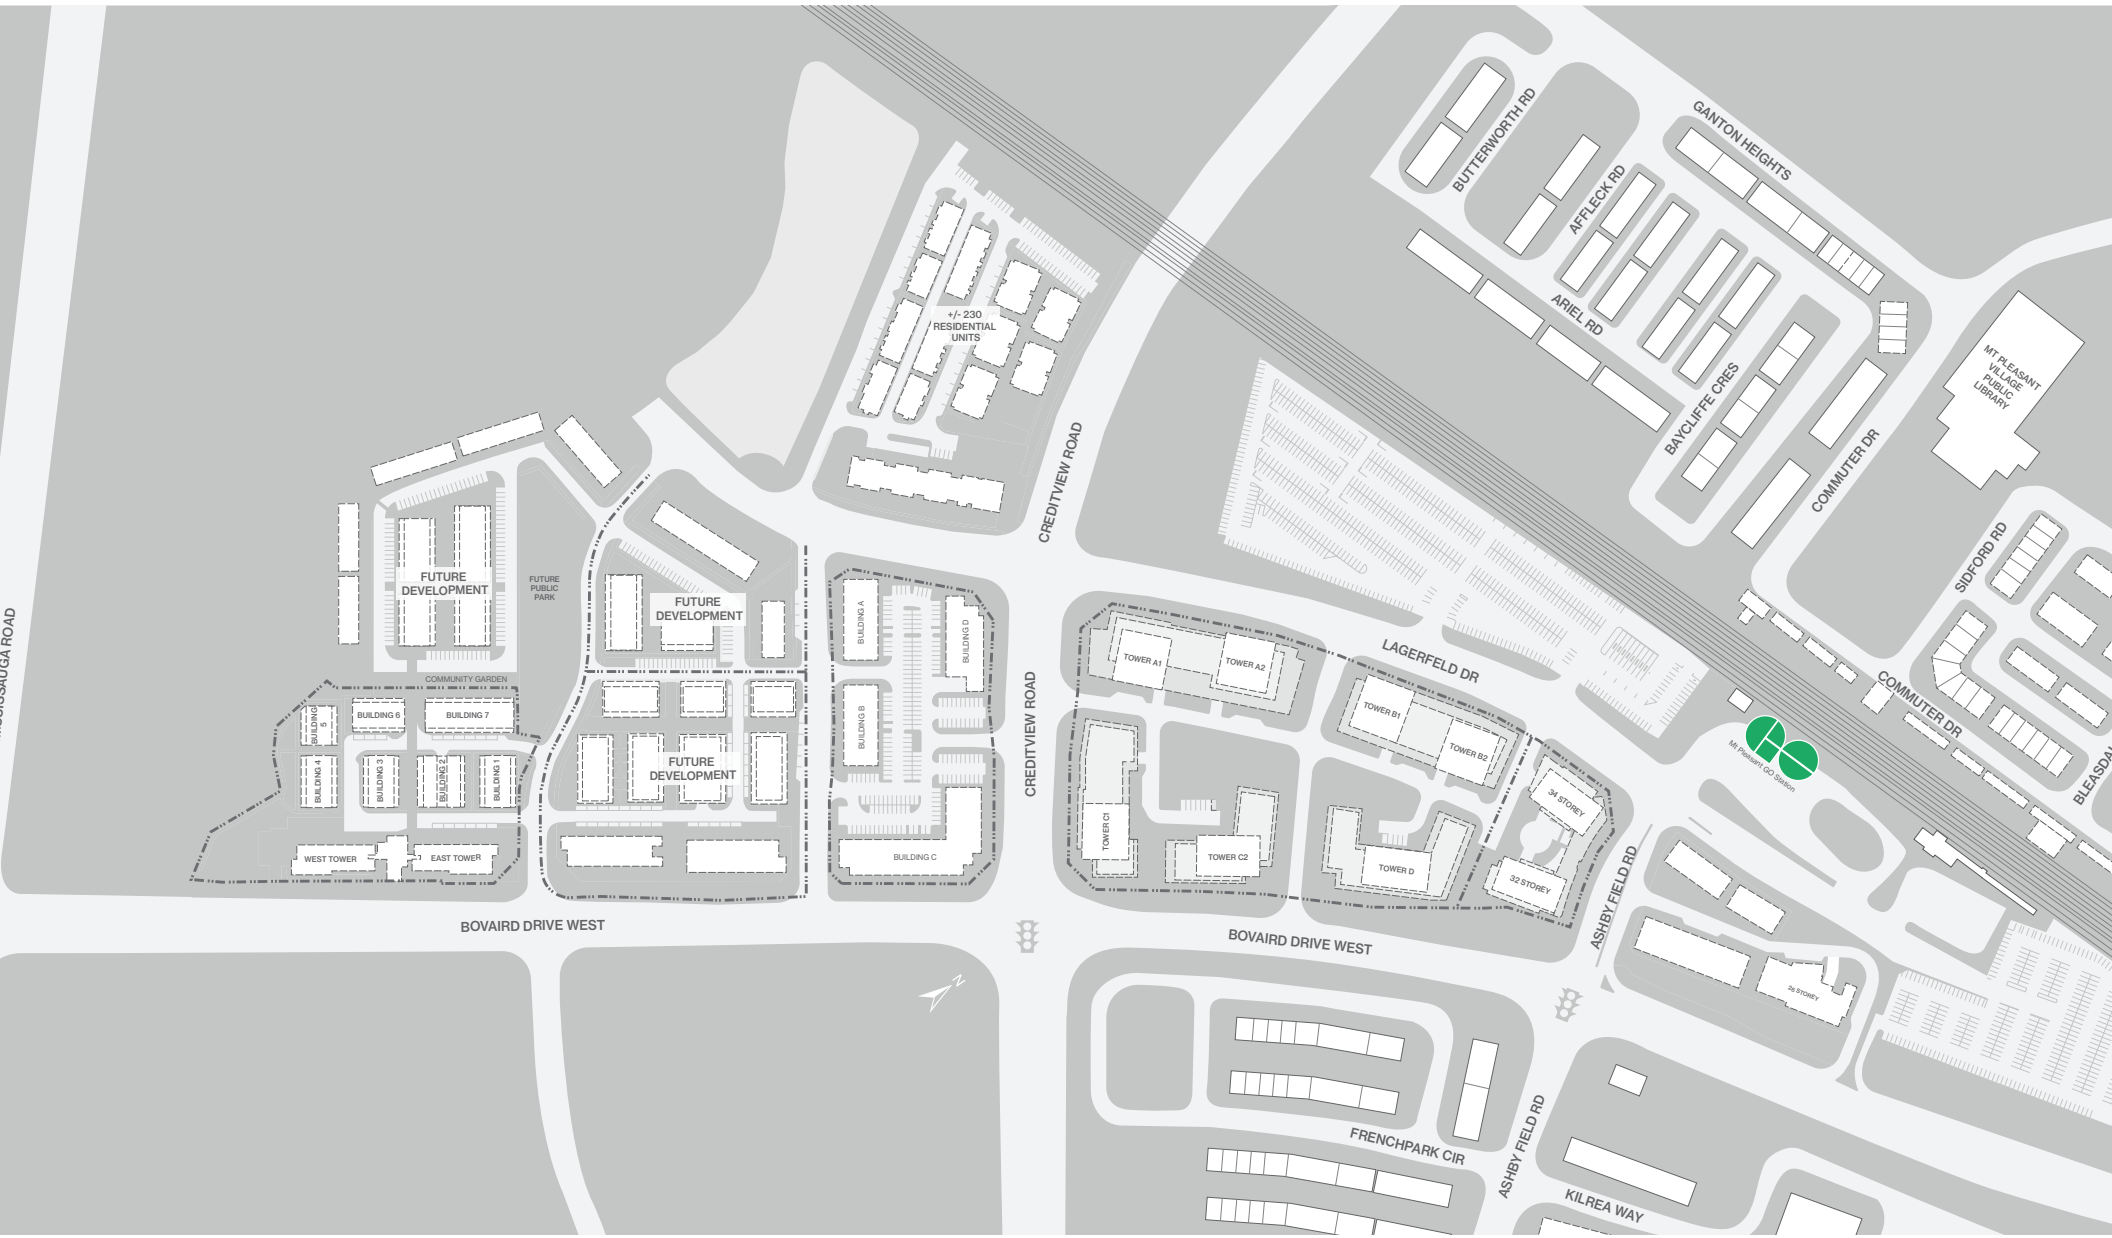 GANTON HEIGHTS
BUTTERWORTH RD
AFFLECK RD
ARIEL RD
BAYCLIFFE CRES
COMMUTER DR
MT PLEASANT
VILLAGE
PUBLIC
LIBRARY
+/- 230
RESIDENTIAL
UNITS
CREDITVIEW ROAD
SIDFORD RD
FUTURE
DEVELOPMENT
FUTURE
PUBLIC
PARK
FUTURE
DEVELOPMENT
BUILDING A
BUILDING D
BUILDING B
BUILDING C
COMMUNITY GARDEN
BUILDING
5
BUILDING 6
BUILDING 7
BUILDING 4
BUILDING 3
BUILDING 2
BUILDING 1
WEST TOWER
EAST TOWER
FUTURE
DEVELOPMENT
CREDITVIEW ROAD
TOWER A1
TOWER A2
LAGERFELD DR
TOWER B1
TOWER B2
TOWER C1
TOWER C2
TOWER D
34 STOREY
32 STOREY
COMMUTER DR
Mt Pleasant GO Station
ASHBY FIELD RD
BOVAIRD DRIVE WEST
BOVAIRD DRIVE WEST
26 STOREY
N
FRENCHPARK CIR
ASHBY FIELD RD
KILREA WAY